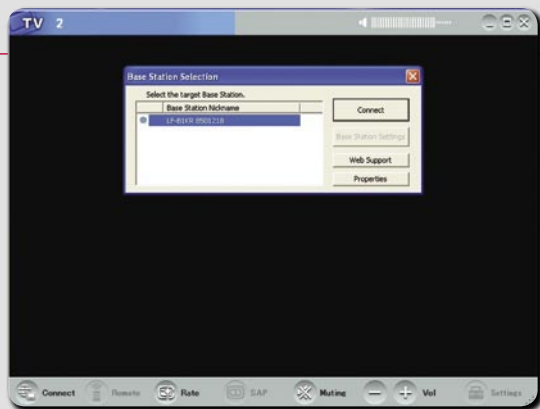 TV 2
Base Station Selection
Select the target Base Station.
Base Station Nickname
LF-B1KR 8501218
Connect
Base Station Settings
Web Support
Properties
Connect
Remote
Rate
SAP
Muting
Vol
Settings